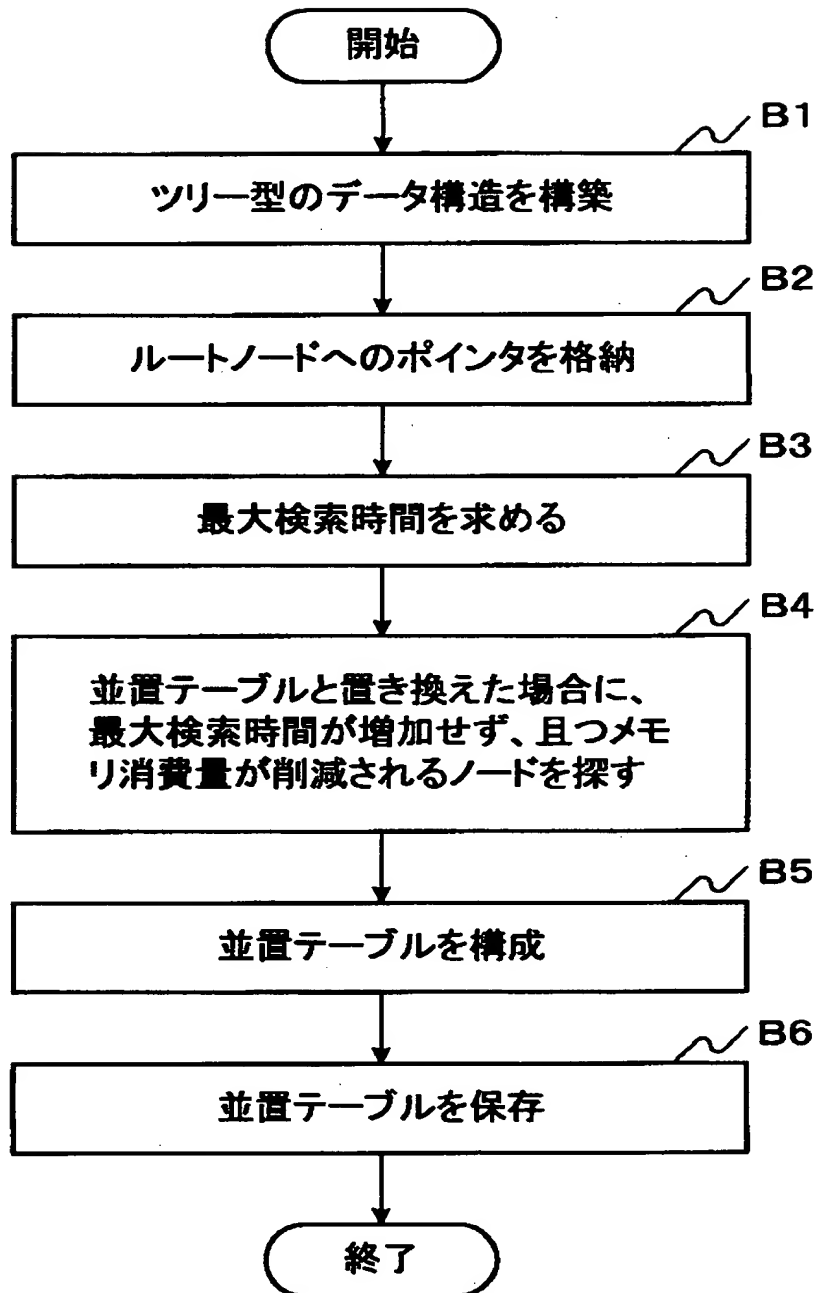 開始
B1
ツリー型のデータ構造を構築
B2
ルートノードへのポインタを格納
B3
最大検索時間を求める
B4
並置テーブルと置き換えた場合に、
最大検索時間が増加せず、且つメモ
リ消費量が削減されるノードを探す
B5
並置テーブルを構成
B6
並置テーブルを保存
終了